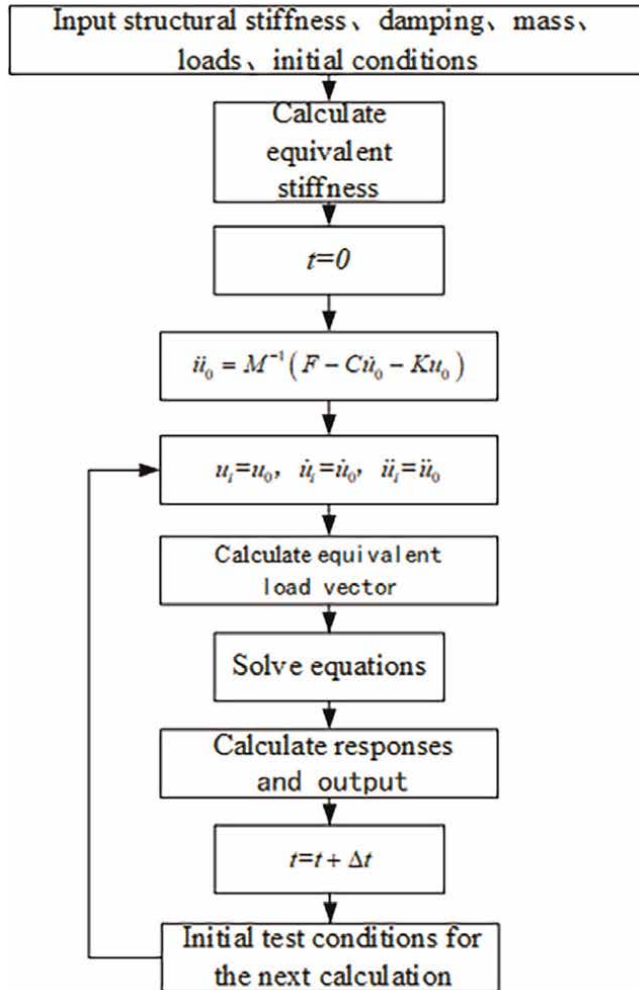 Input structural stiffness、damping、mass、
loads、initial conditions
Calculate
equivalent
stiffness
t=0
ü₀ = M⁻¹(F − Cu̇₀ − Ku₀)
uᵢ=u₀, u̇ᵢ=u̇₀, üᵢ=ü₀
Calculate equivalent
load vector
Solve equations
Calculate responses
and output
t=t + Δt
Initial test conditions for
the next calculation